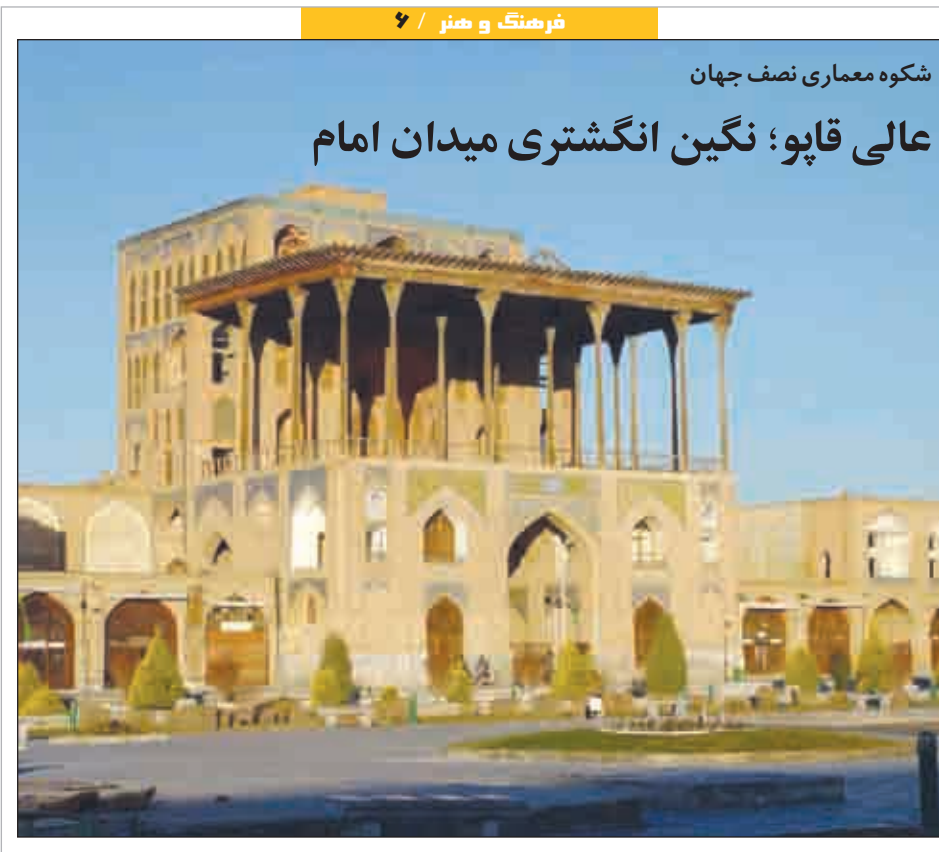 فرهنگ و هنر / ۶
شکوه معماری نصف جهان
عالی قاپو؛ نگین انگشتری میدان امام